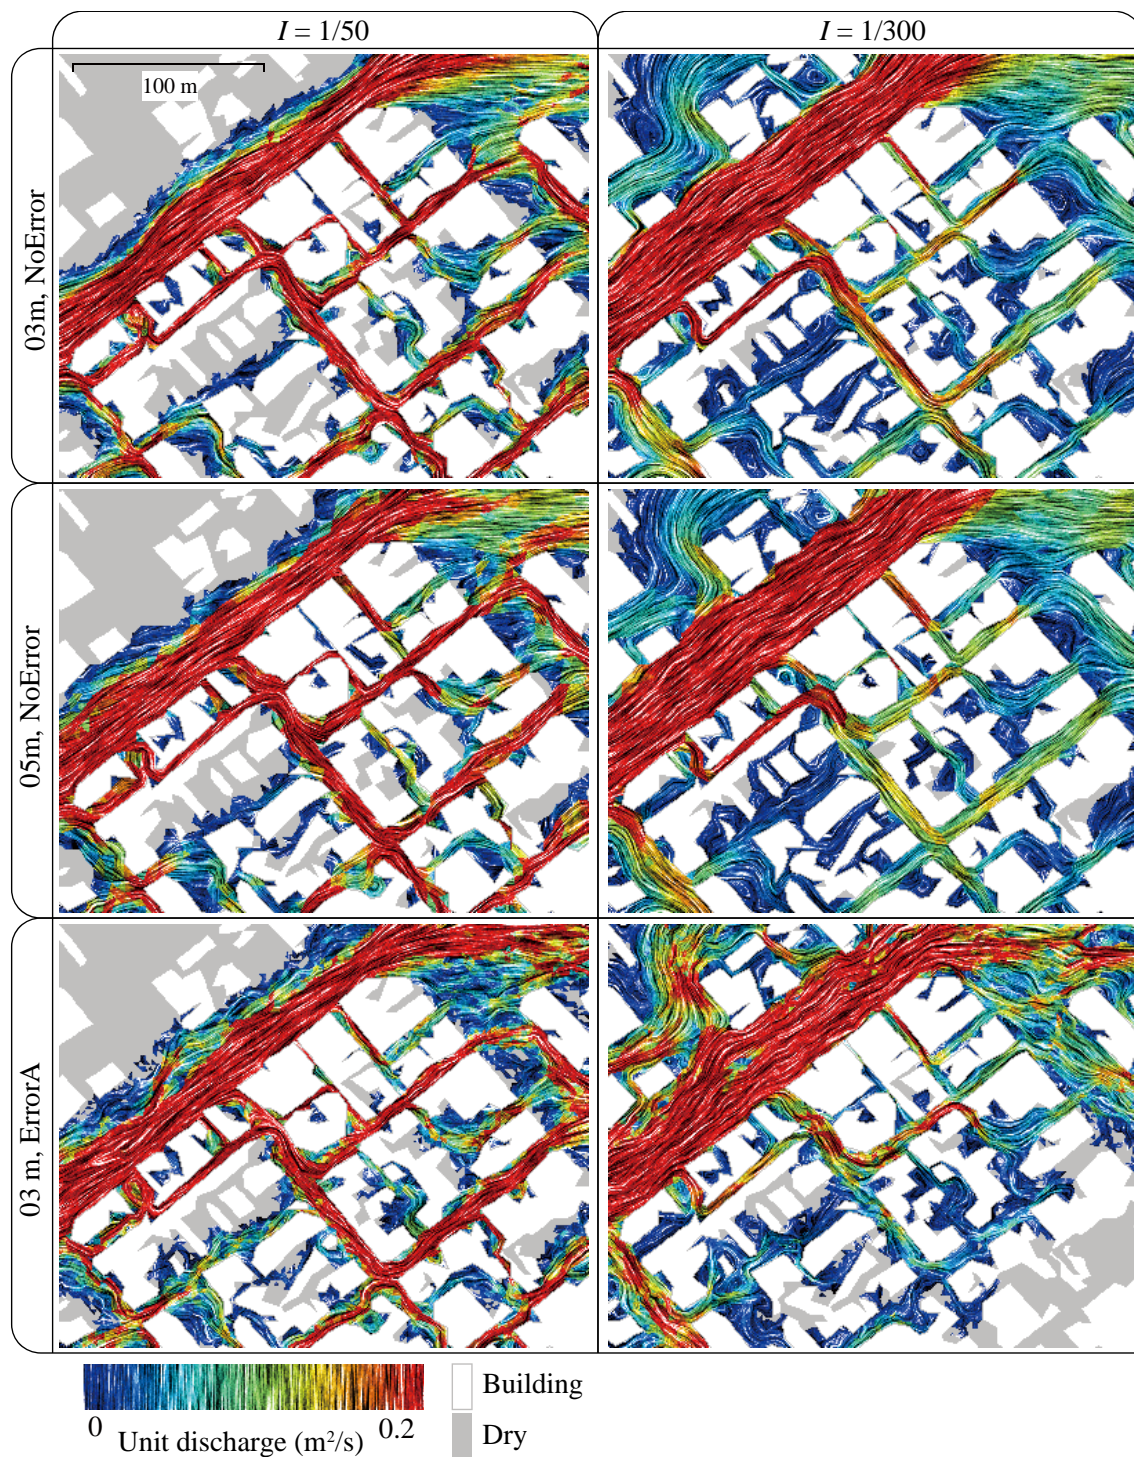 I = 1/50
I = 1/300
03m, NoError
100 m
05m, NoError
03 m, ErrorA
0
0.2
Unit discharge (m²/s)
Building
Dry